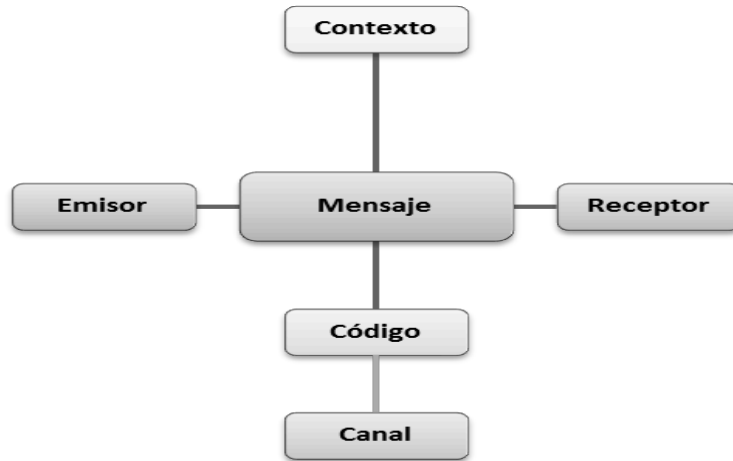 Contexto
Emisor
Mensaje
Receptor
Código
Canal